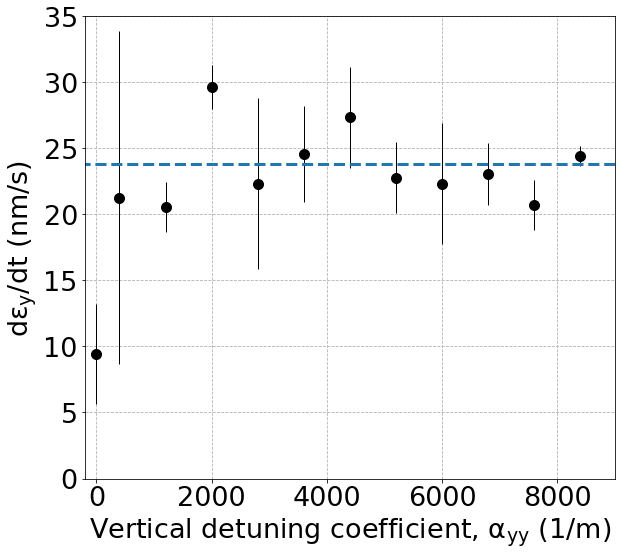 35
30
25
20
15
10
5
0
dεy/dt (nm/s)
0 2000 4000 6000 8000
Vertical detuning coefficient, αyy (1/m)